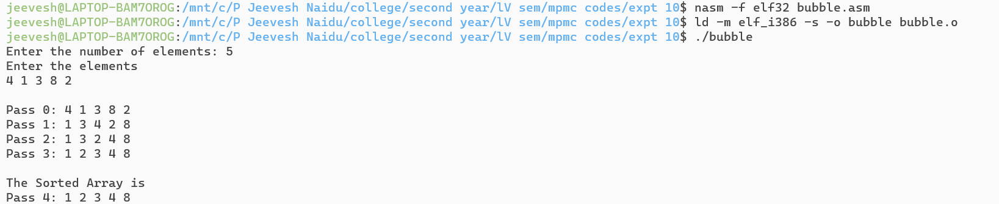 jeevesh@LAPTOP-BAM7OROG:/mnt/c/P Jeevesh Naidu/college/second year/lV sem/mpmc codes/expt 10$ nasm -f elf32 bubble.asm
jeevesh@LAPTOP-BAM7OROG:/mnt/c/P Jeevesh Naidu/college/second year/lV sem/mpmc codes/expt 10$ ld -m elf_i386 -s -o bubble bubble.o
jeevesh@LAPTOP-BAM7OROG:/mnt/c/P Jeevesh Naidu/college/second year/lV sem/mpmc codes/expt 10$ ./bubble
Enter the number of elements: 5
Enter the elements
4 1 3 8 2
Pass 0: 4 1 3 8 2
Pass 1: 1 3 4 2 8
Pass 2: 1 3 2 4 8
Pass 3: 1 2 3 4 8
The Sorted Array is
Pass 4: 1 2 3 4 8